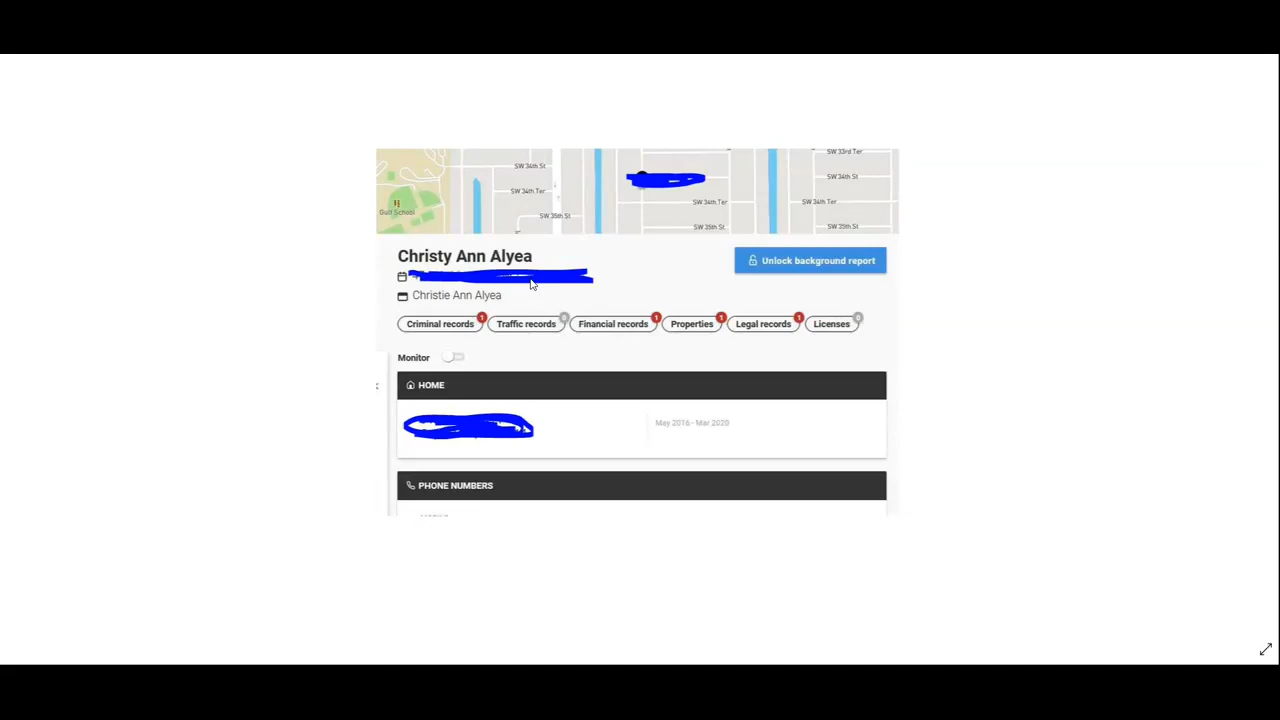 SW 33rd Ter
SW 34th St
SW 34th St
SW 34th Ter
SW 34th Ter
SW 34th Ter
Gulf School
SW 35th St
SW 35th St
SW 35th St
Christy Ann Alyea
Unlock background report
Christie Ann Alyea
Criminal records 1 Traffic records 0 Financial records 1 Properties 1 Legal records 1 Licenses 0
Monitor
HOME
May 2016 - Mar 2020
PHONE NUMBERS